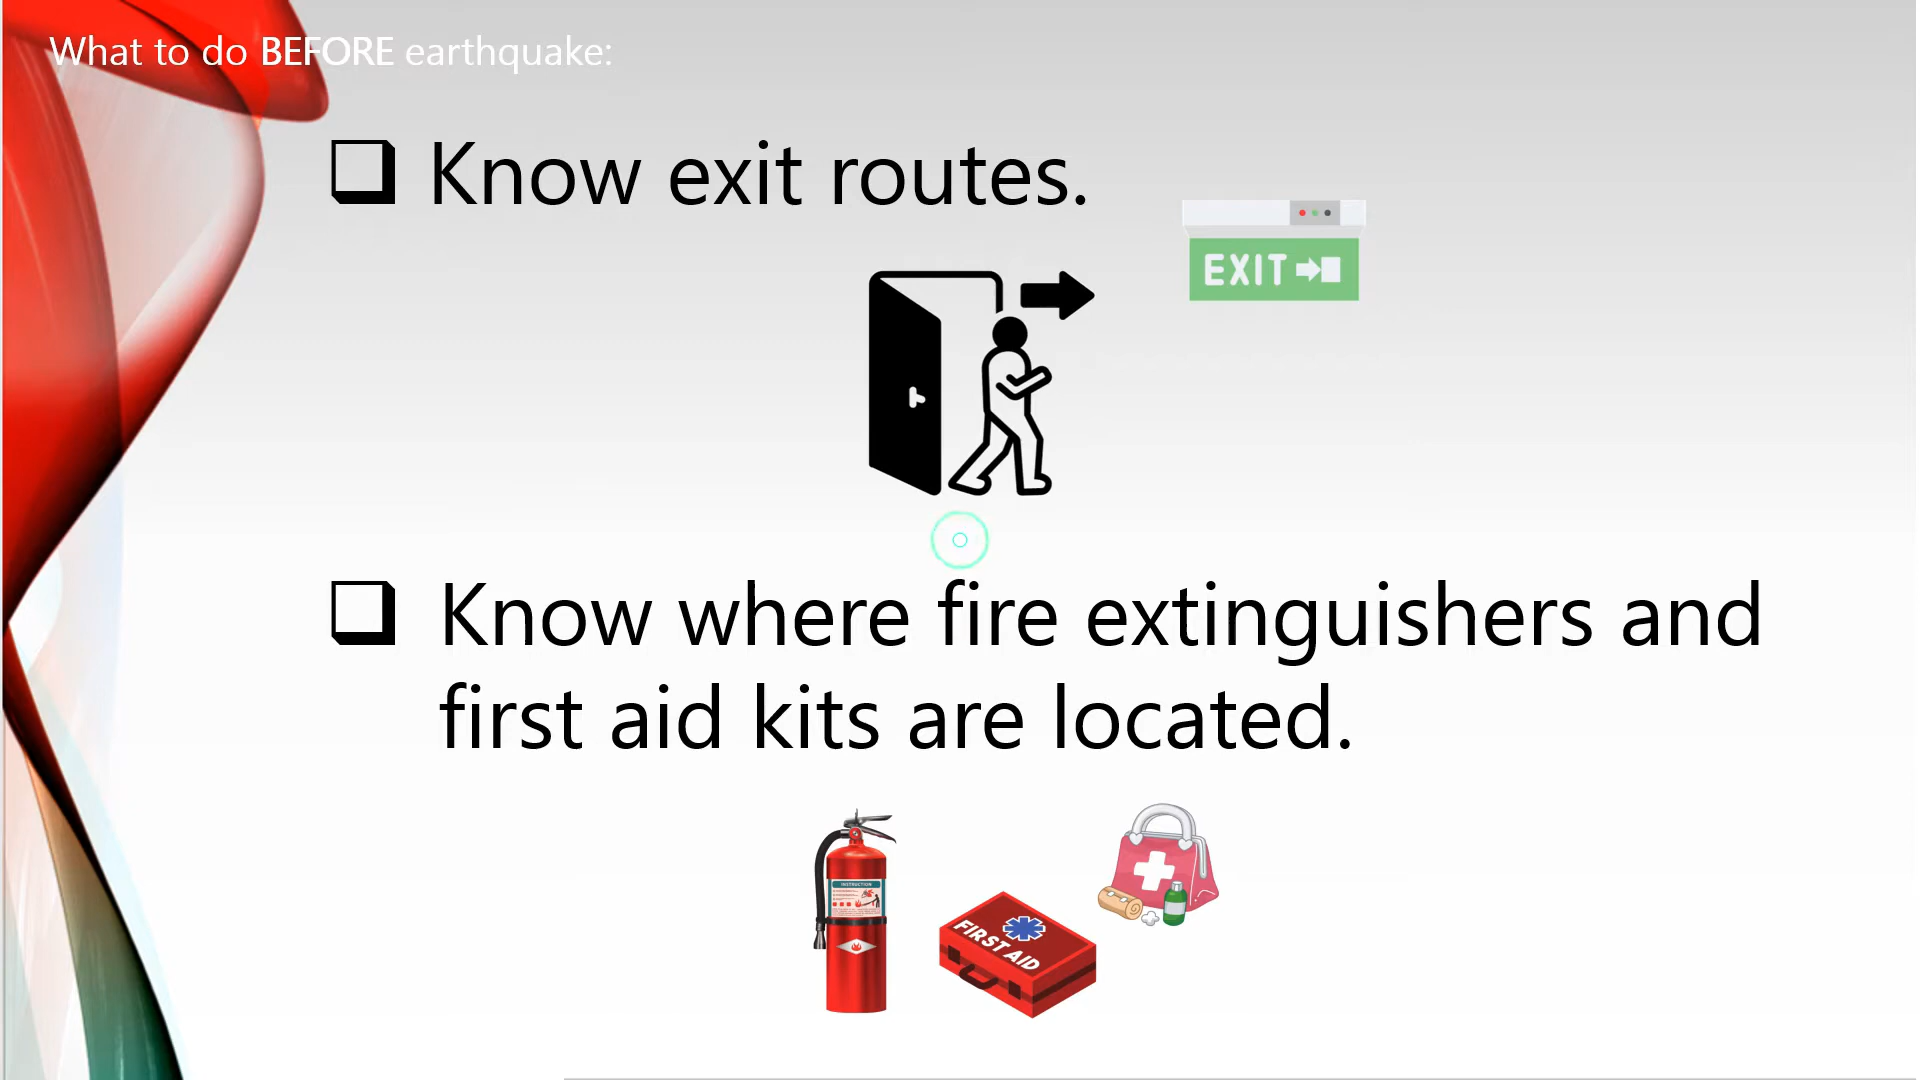 What to do BEFORE earthquake:
Know exit routes.
EXIT
Know where fire extinguishers and
first aid kits are located.
INSTRUCTION
FIRST AID